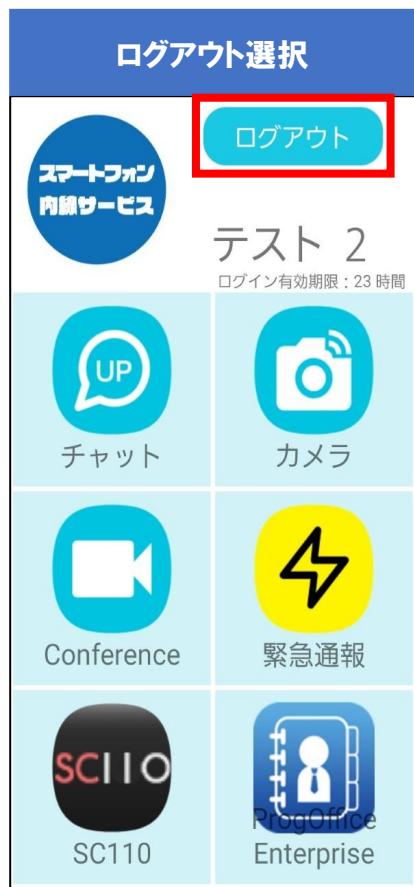 ログアウト選択
ログアウト
スマートフォン
内線サービス
テスト 2
ログイン有効期限：23 時間
UP
チャット
カメラ
Conference
緊急通報
SC110
SC110
ProgOffice
Enterprise